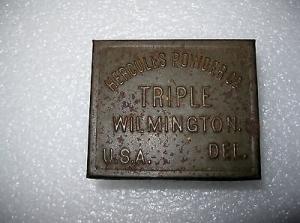 HERCULES POWDER CO.
TRIPLE
WILMINGTON.
U.S.A. DEL.